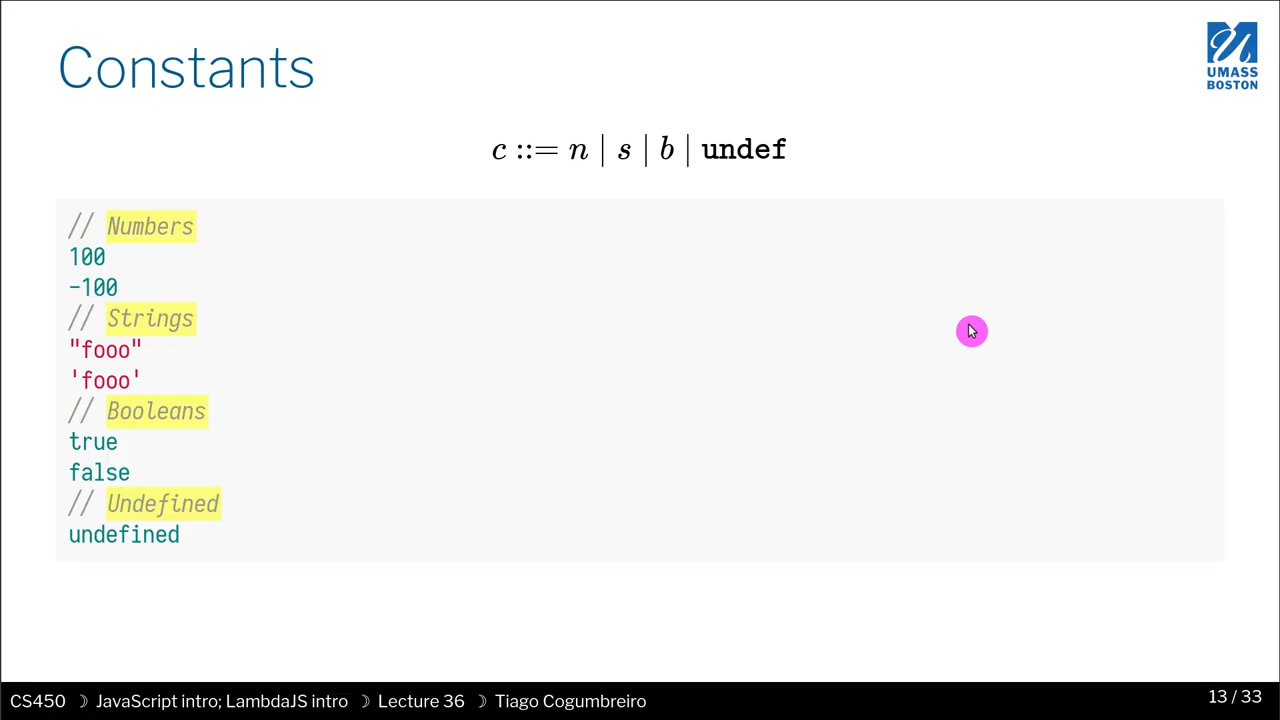 Constants
UMASS
BOSTON
c ::= n | s | b | undef
// Numbers
100
-100
// Strings
"fooo"
'fooo'
// Booleans
true
false
// Undefined
undefined
CS450 ☽ JavaScript intro; LambdaJS intro ☽ Lecture 36 ☽ Tiago Cogumbreiro
13 / 33